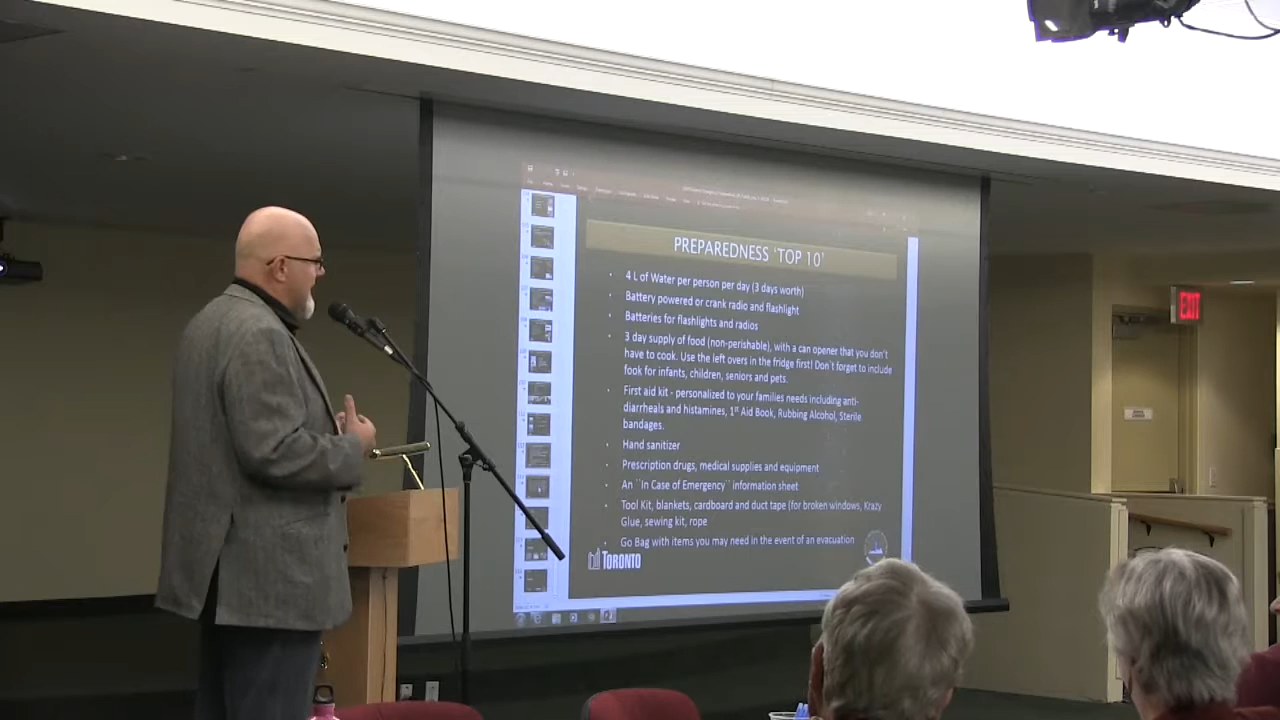 PREPAREDNESS 'TOP 10'
4 L of Water per person per day (3 days worth)
Battery powered or crank radio and flashlight
Batteries for flashlights and radios
3 day supply of food (non-perishable), with a can opener that you don't
have to cook. Use the left overs in the fridge first! Don't forget to include
fook for infants, children, seniors and pets.
First aid kit - personalized to your families needs including anti-
diarrheals and histamines, 1st Aid Book, Rubbing Alcohol, Sterile
bandages.
Hand sanitizer
Prescription drugs, medical supplies and equipment
An ``In Case of Emergency`` information sheet
Tool Kit, blankets, cardboard and duct tape (for broken windows, Krazy
Glue, sewing kit, rope
Go Bag with items you may need in the event of an evacuation
TORONTO
EXIT